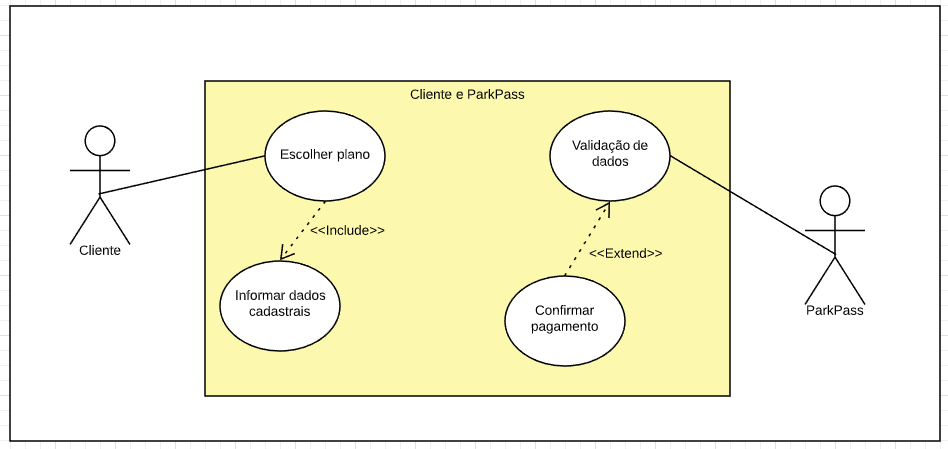 Cliente e ParkPass
Escolher plano
Validação de
dados
<<Include>>
Cliente
<<Extend>>
Informar dados
cadastrais
Confirmar
pagamento
ParkPass